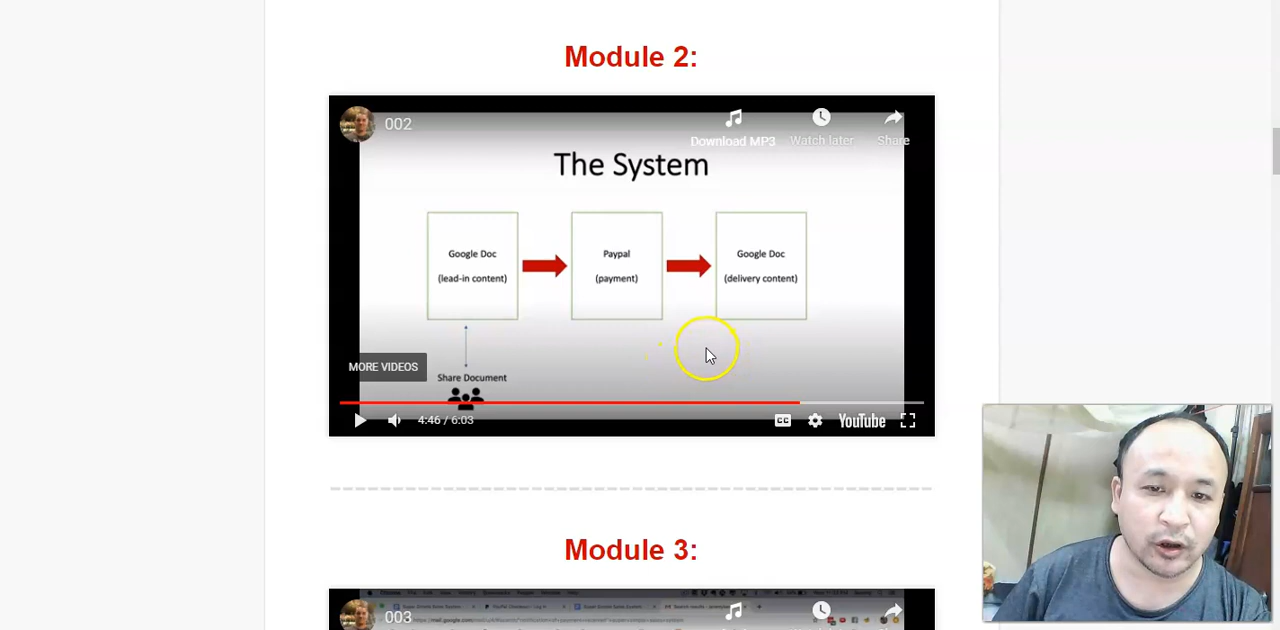 Module 2:
002
Download MP3
Watch later
Share
The System
Google Doc
(lead-in content)
Paypal
(payment)
Google Doc
(delivery content)
MORE VIDEOS
Share Document
4:46 / 6:03
CC
YouTube
Module 3:
003